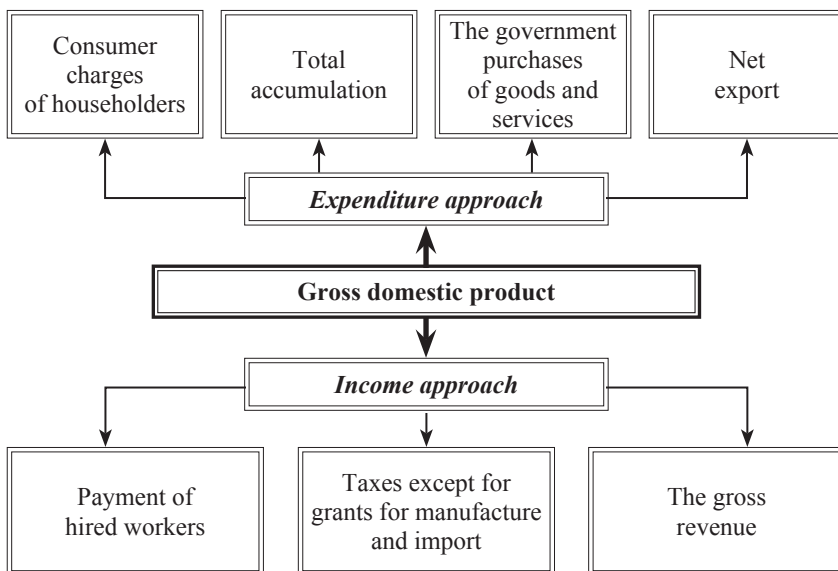 Consumer
charges
of householders
Total
accumulation
The government
purchases
of goods and
services
Net
export
Expenditure approach
Gross domestic product
Income approach
Payment of
hired workers
Taxes except for
grants for manufacture
and import
The gross
revenue